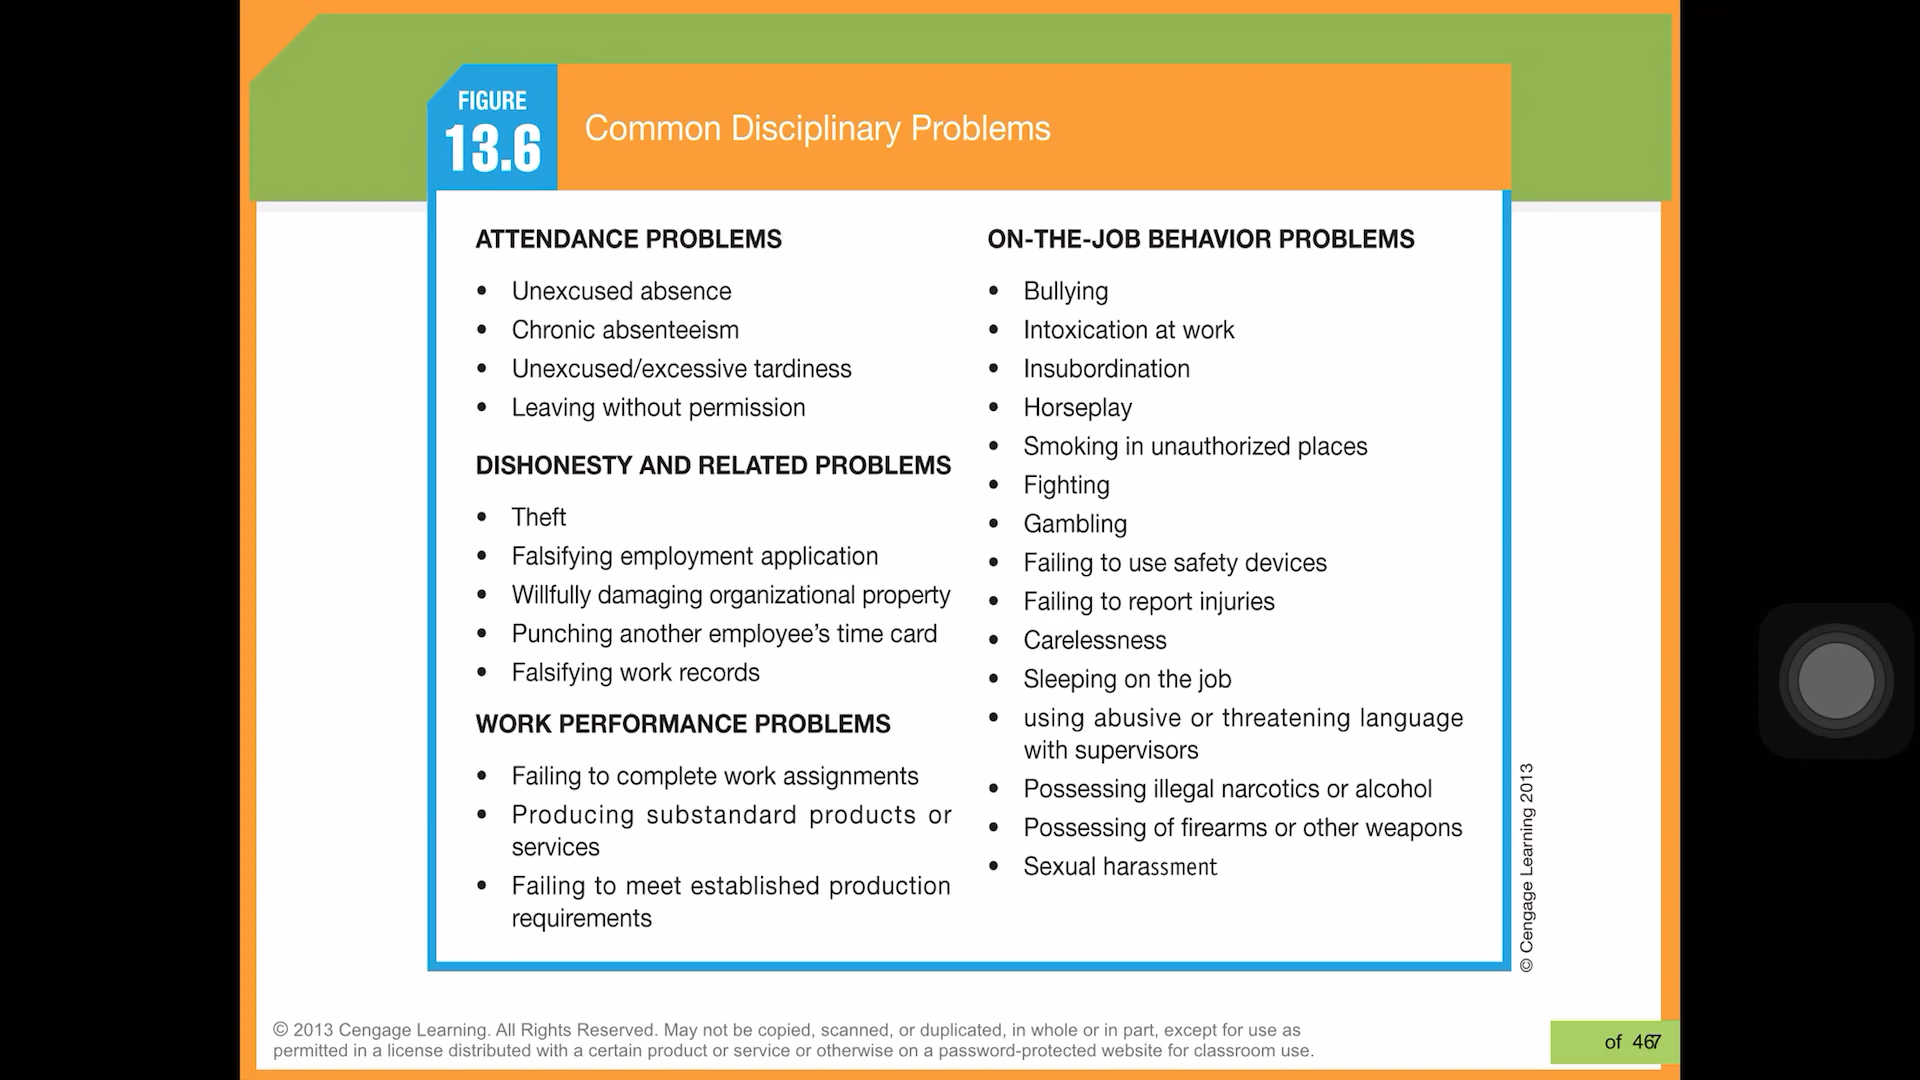 FIGURE
13.6
Common Disciplinary Problems
ATTENDANCE PROBLEMS
• Unexcused absence
• Chronic absenteeism
• Unexcused/excessive tardiness
• Leaving without permission
DISHONESTY AND RELATED PROBLEMS
• Theft
• Falsifying employment application
• Willfully damaging organizational property
• Punching another employee’s time card
• Falsifying work records
WORK PERFORMANCE PROBLEMS
• Failing to complete work assignments
• Producing substandard products or
services
• Failing to meet established production
requirements
ON-THE-JOB BEHAVIOR PROBLEMS
• Bullying
• Intoxication at work
• Insubordination
• Horseplay
• Smoking in unauthorized places
• Fighting
• Gambling
• Failing to use safety devices
• Failing to report injuries
• Carelessness
• Sleeping on the job
• using abusive or threatening language
with supervisors
• Possessing illegal narcotics or alcohol
• Possessing of firearms or other weapons
• Sexual harassment
© Cengage Learning 2013
© 2013 Cengage Learning. All Rights Reserved. May not be copied, scanned, or duplicated, in whole or in part, except for use as
permitted in a license distributed with a certain product or service or otherwise on a password-protected website for classroom use.
of